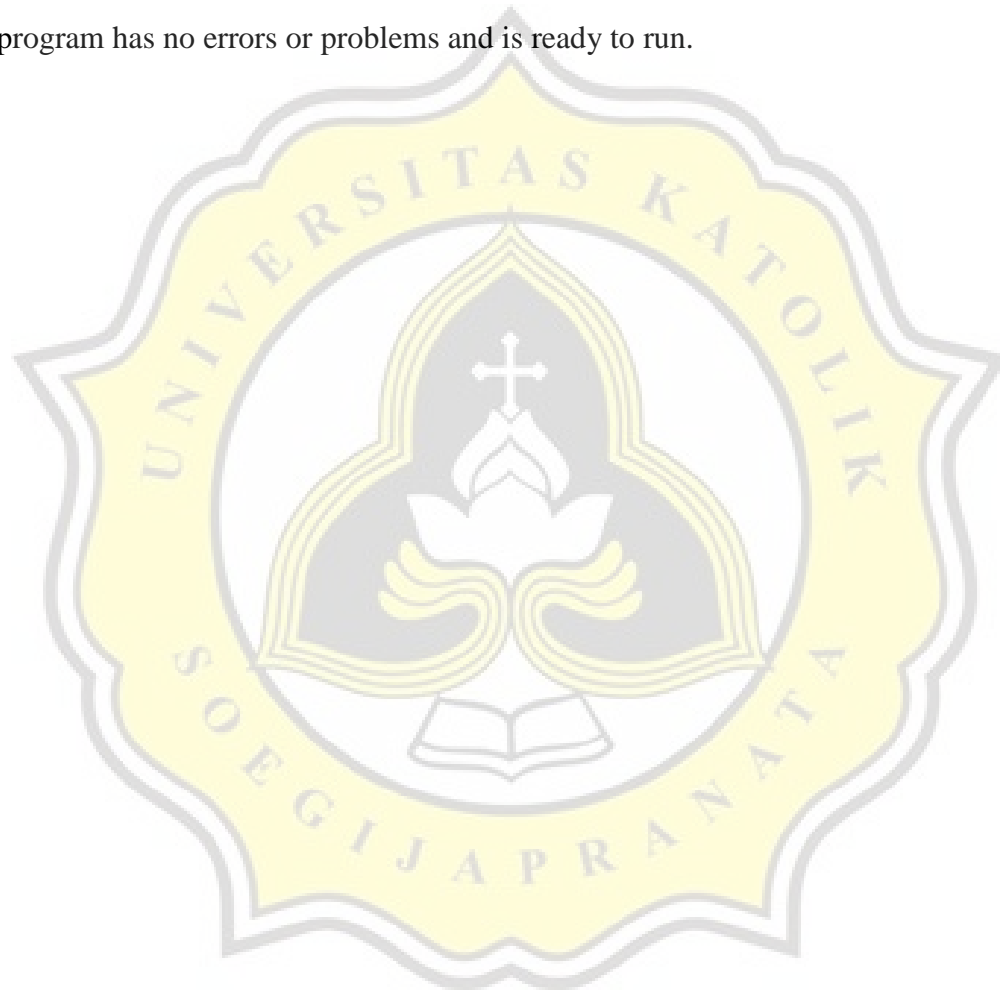 program has no errors or problems and is ready to run.
UNIVERSITAS KATOLIK
SOEGIJAPRANATA